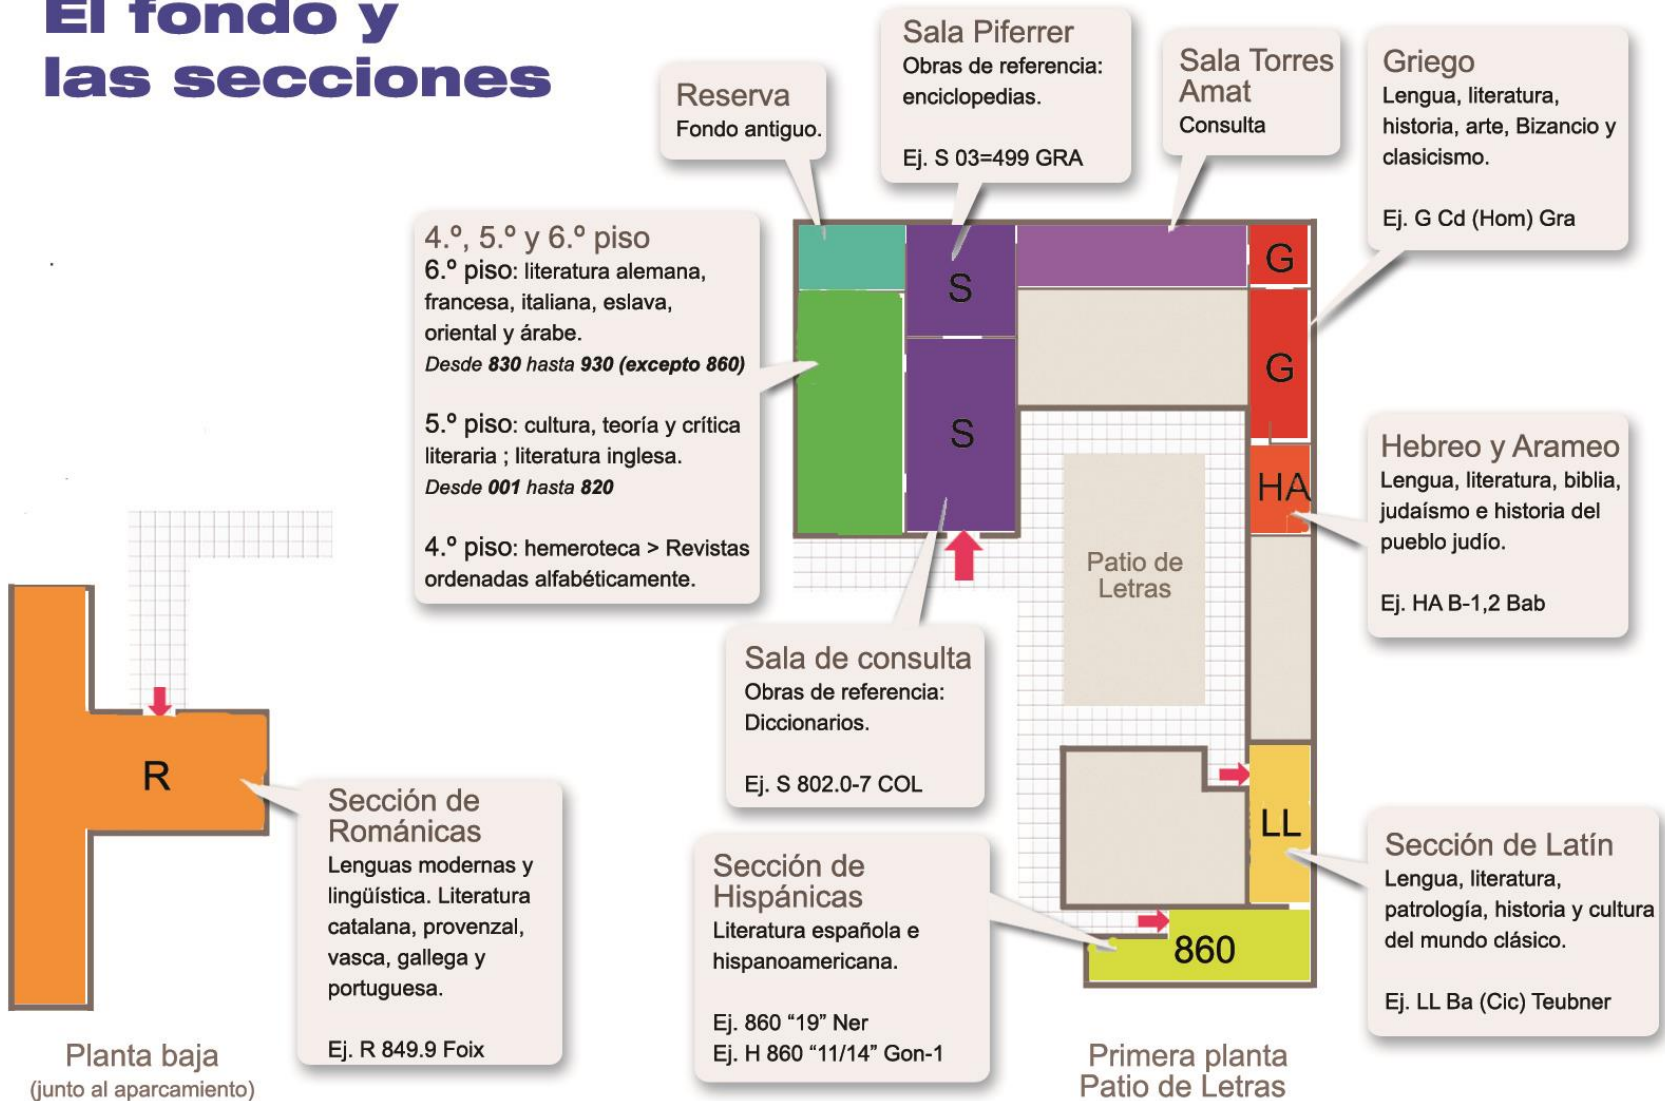 El fondo y
las secciones
Reserva
Fondo antiguo.
Sala Piferrer
Obras de referencia:
enciclopedias.
Ej. S 03=499 GRA
Sala Torres
Amat
Consulta
Griego
Lengua, literatura,
historia, arte, Bizancio y
clasicismo.
Ej. G Cd (Hom) Gra
4.º, 5.º y 6.º piso
6.º piso: literatura alemana,
francesa, italiana, eslava,
oriental y árabe.
Desde 830 hasta 930 (excepto 860)
5.º piso: cultura, teoría y crítica
literaria ; literatura inglesa.
Desde 001 hasta 820
4.º piso: hemeroteca > Revistas
ordenadas alfabéticamente.
S
S
G
G
HA
Hebreo y Arameo
Lengua, literatura, biblia,
judaísmo e historia del
pueblo judío.
Ej. HA B-1,2 Bab
Patio de
Letras
Sala de consulta
Obras de referencia:
Diccionarios.
Ej. S 802.0-7 COL
R
Sección de
Románicas
Lenguas modernas y
lingüística. Literatura
catalana, provenzal,
vasca, gallega y
portuguesa.
Ej. R 849.9 Foix
Sección de
Hispánicas
Literatura española e
hispanoamericana.
Ej. 860 “19” Ner
Ej. H 860 “11/14” Gon-1
LL
860
Sección de Latín
Lengua, literatura,
patrología, historia y cultura
del mundo clásico.
Ej. LL Ba (Cic) Teubner
Planta baja
(junto al aparcamiento)
Primera planta
Patio de Letras